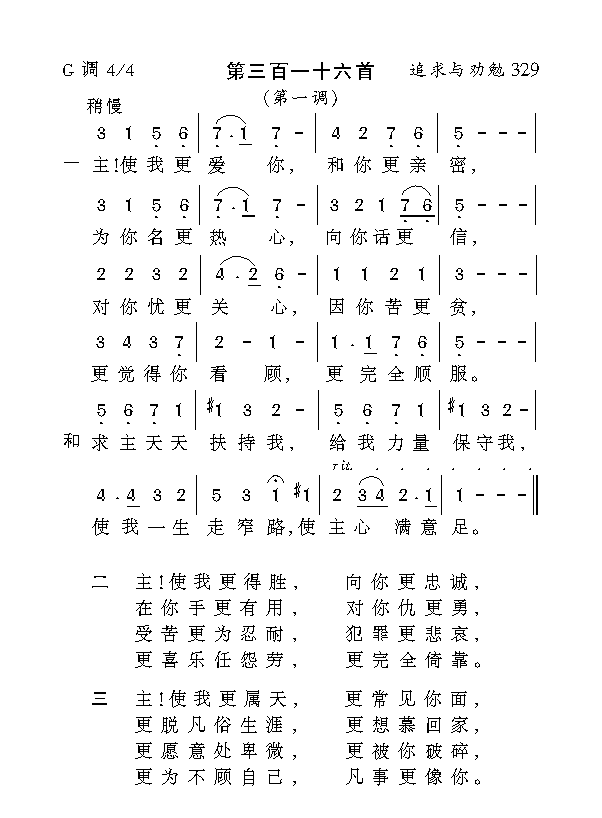 G 调 4/4 第三百一十六首 追求与劝勉 329
(第一调)
稍慢
3 1 5 6 | 7 . 1 7 - | 4 2 7 6 | 5 - - - |
一 主!使我更爱 你, 和你更亲 密,
3 1 5 6 | 7 . 1 7 - | 3 2 1 7 6 | 5 - - - |
为你名更热 心, 向你话更 信,
2 2 3 2 | 4 . 2 6 - | 1 1 2 1 | 3 - - - |
对你忧更关 心, 因你苦更 贫,
3 4 3 7 | 2 - 1 - | 1 . 1 7 6 | 5 - - - |
更觉得你 看 顾, 更 完全顺 服。
5 6 7 1 | #1 3 2 - | 5 6 7 1 | #1 3 2 - |
和 求主天天 扶持我, 给我力量 保守我,
rit. . . . . . . .
4 . 4 3 2 | 5 3 1 #1 | 2 3 4 2 . 1 | 1 - - - ‖
使我一生 走窄路,使 主心 满意足。
二 主!使我更得胜, 向你更忠诚,
在你手更有用, 对你仇更勇,
受苦更为忍耐, 犯罪更悲哀,
更喜乐任怨劳, 更完全倚靠。
三 主!使我更属天, 更常见你面,
更脱凡俗生涯, 更想慕回家,
更愿意处卑微, 更被你破碎,
更为不顾自己, 凡事更像你。